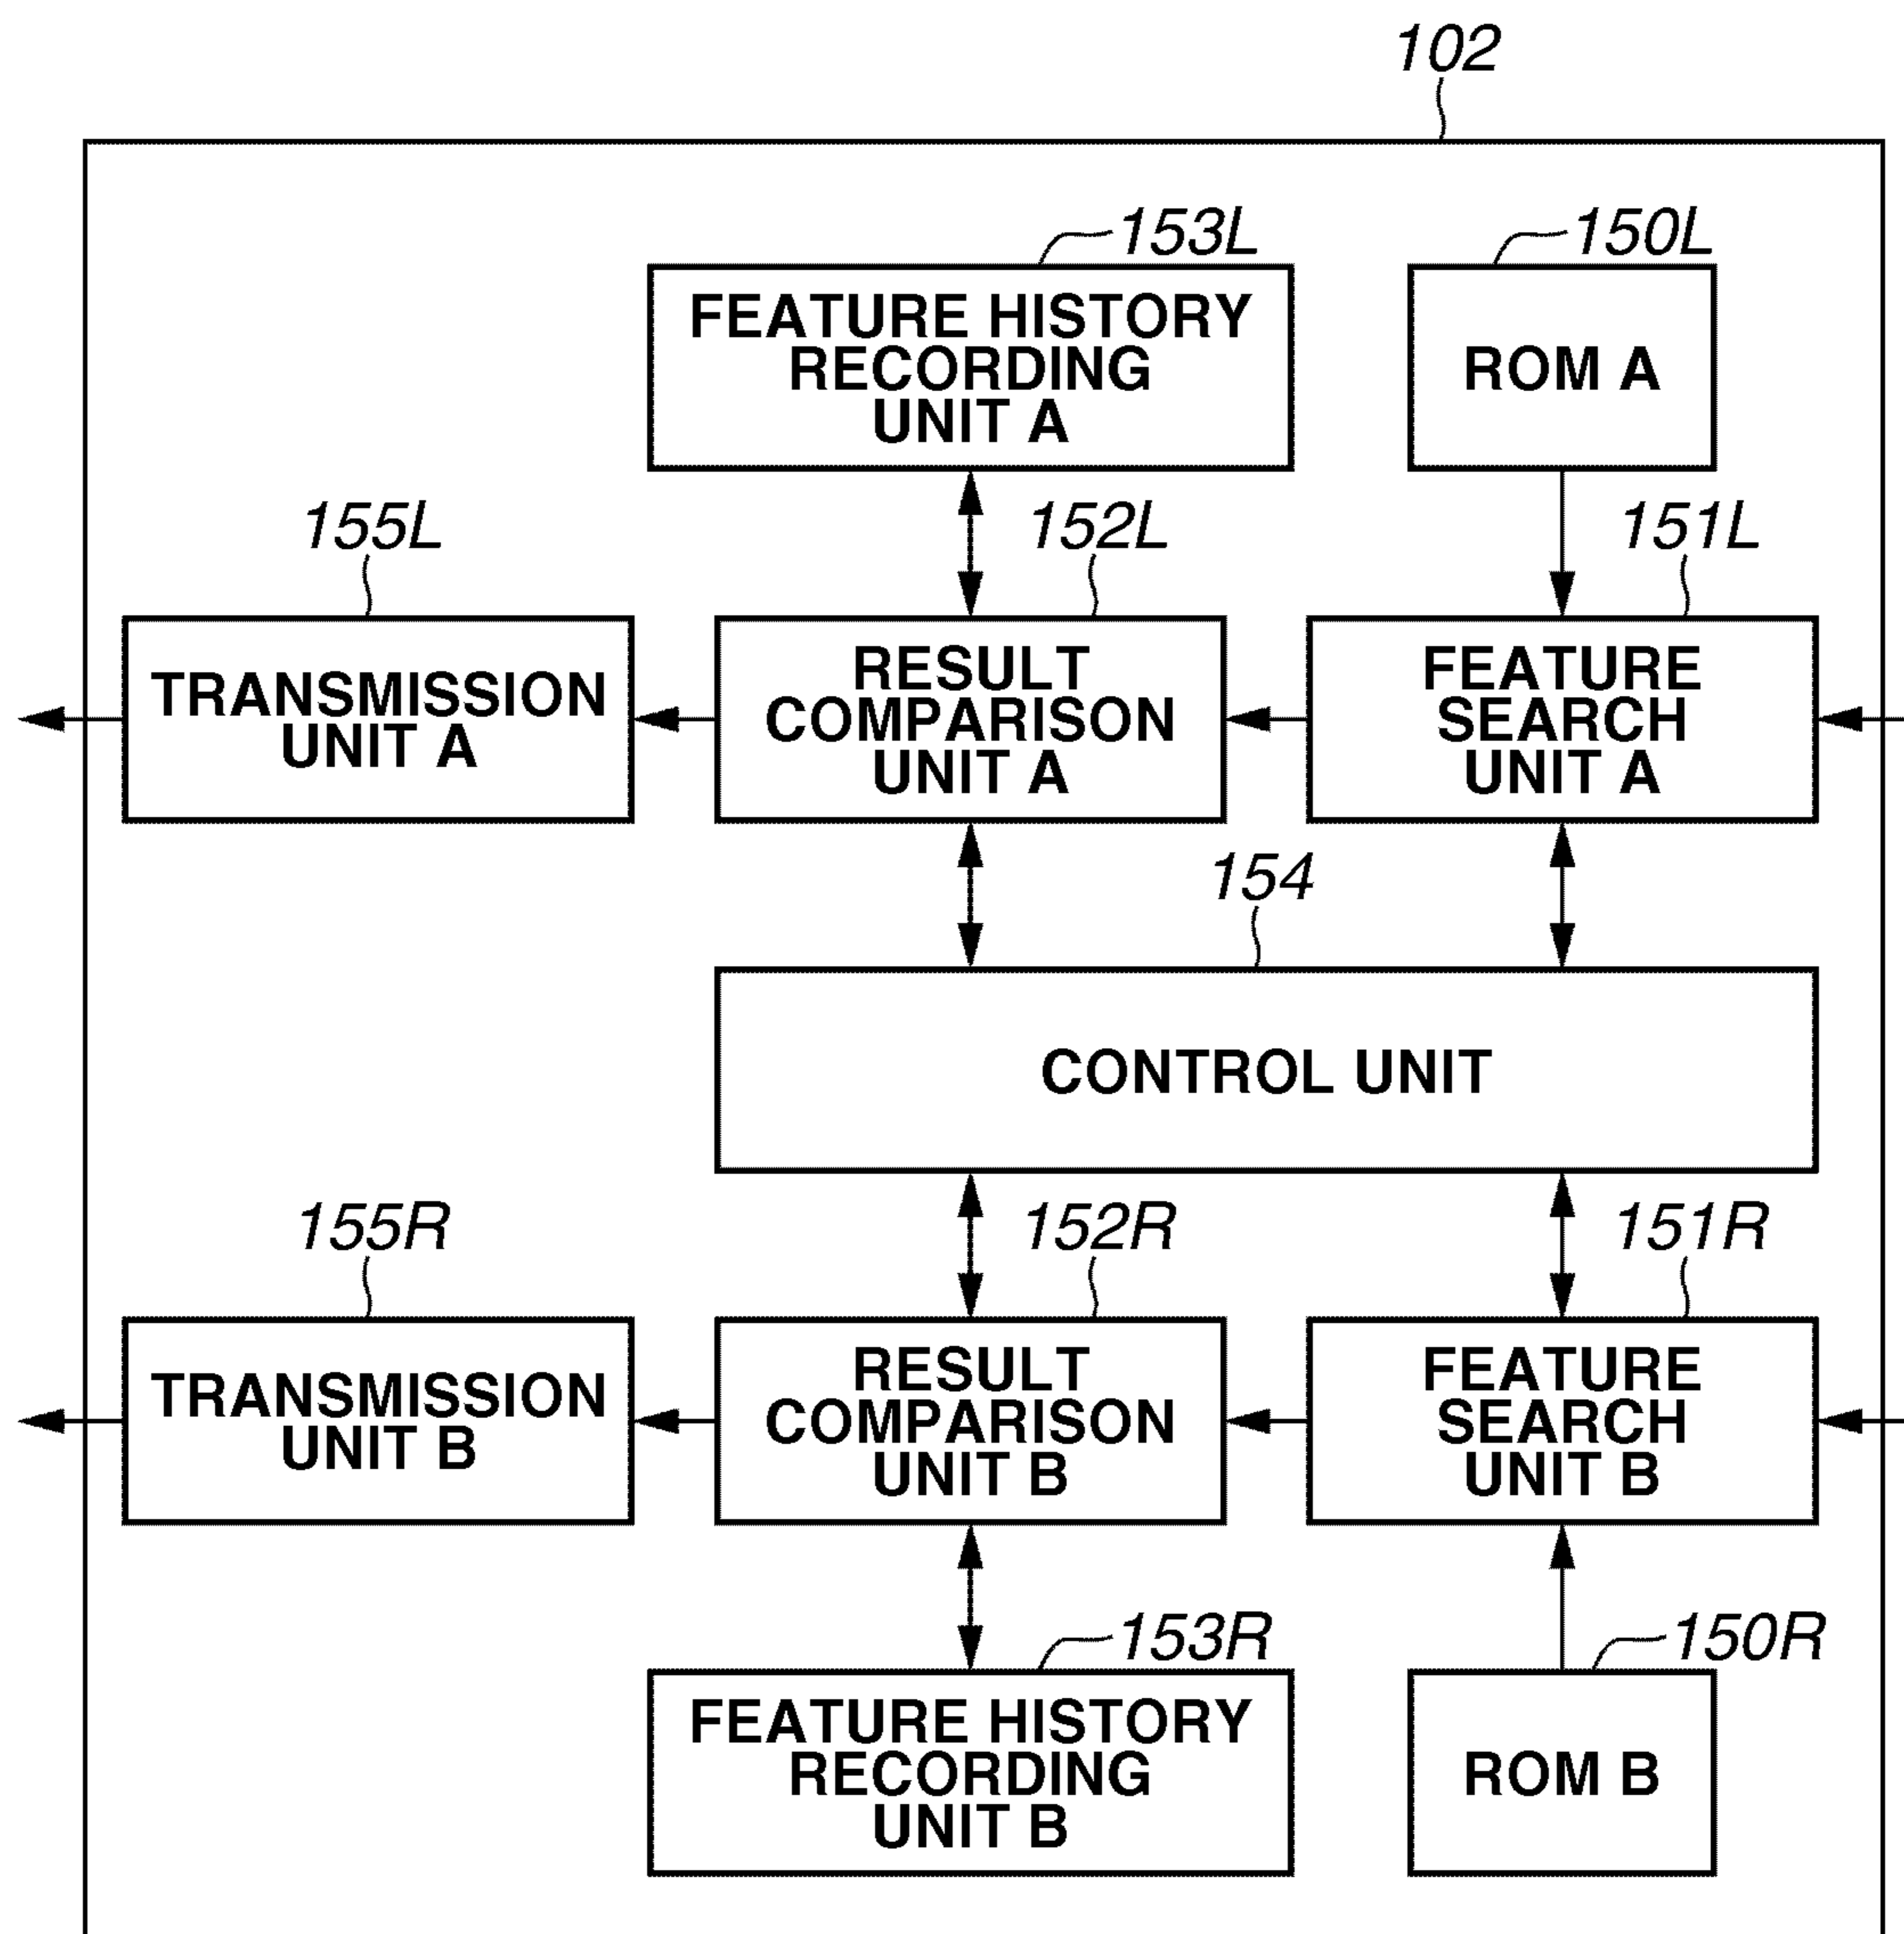 102
153L
150L
FEATURE HISTORY
RECORDING
UNIT A
ROM A
155L
152L
151L
TRANSMISSION
UNIT A
RESULT
COMPARISON
UNIT A
FEATURE
SEARCH
UNIT A
154
CONTROL UNIT
155R
152R
151R
TRANSMISSION
UNIT B
RESULT
COMPARISON
UNIT B
FEATURE
SEARCH
UNIT B
153R
150R
FEATURE HISTORY
RECORDING
UNIT B
ROM B